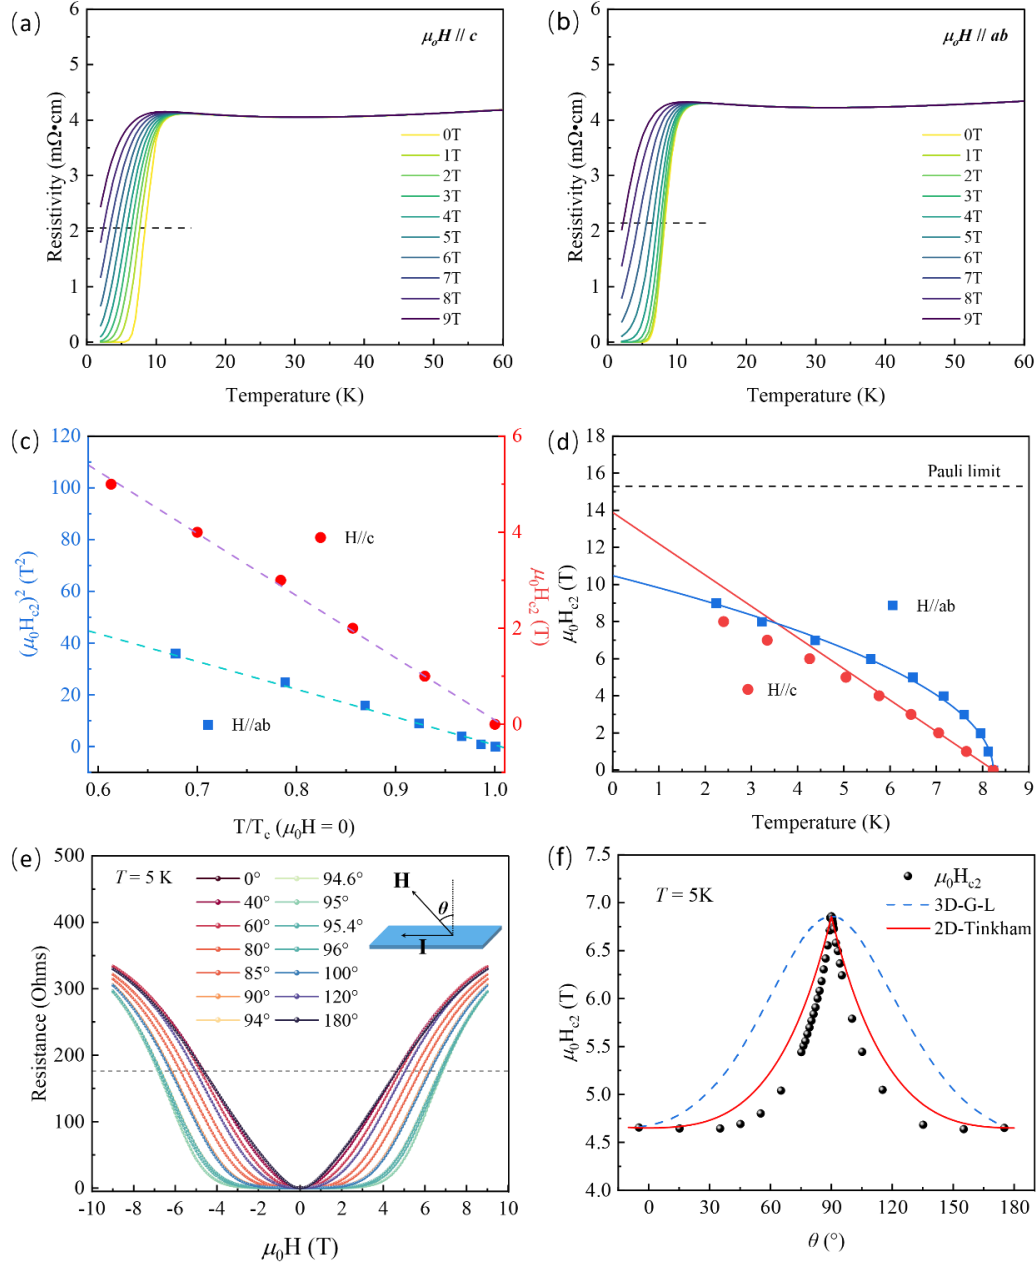 (a)
μ₀H // c
Resistivity (mΩ•cm)
6
5
4
3
2
1
0
0T
1T
2T
3T
4T
5T
6T
7T
8T
9T
0 10 20 30 40 50 60
Temperature (K)
(b)
μ₀H // ab
Resistivity (mΩ•cm)
6
5
4
3
2
1
0
0T
1T
2T
3T
4T
5T
6T
7T
8T
9T
0 10 20 30 40 50 60
Temperature (K)
(c)
(μ₀H_c2)² (T²)
120
100
80
60
40
20
0
H//c
H//ab
6
4
2
0
μ₀H_c2 (T)
0.6 0.7 0.8 0.9 1.0
T/T_c (μ₀H = 0)
(d)
μ₀H_c2 (T)
18
16
14
12
10
8
6
4
2
0
Pauli limit
H//ab
H//c
0 1 2 3 4 5 6 7 8 9
Temperature (K)
(e)
Resistance (Ohms)
500
400
300
200
100
0
T = 5 K
0° 94.6°
40° 95°
60° 95.4°
80° 96°
85° 100°
90° 120°
94° 180°
H
θ
I
-10 -8 -6 -4 -2 0 2 4 6 8 10
μ₀H (T)
(f)
μ₀H_c2 (T)
7.5
7.0
6.5
6.0
5.5
5.0
4.5
4.0
T = 5K
μ₀H_c2
3D-G-L
2D-Tinkham
0 30 60 90 120 150 180
θ (°)